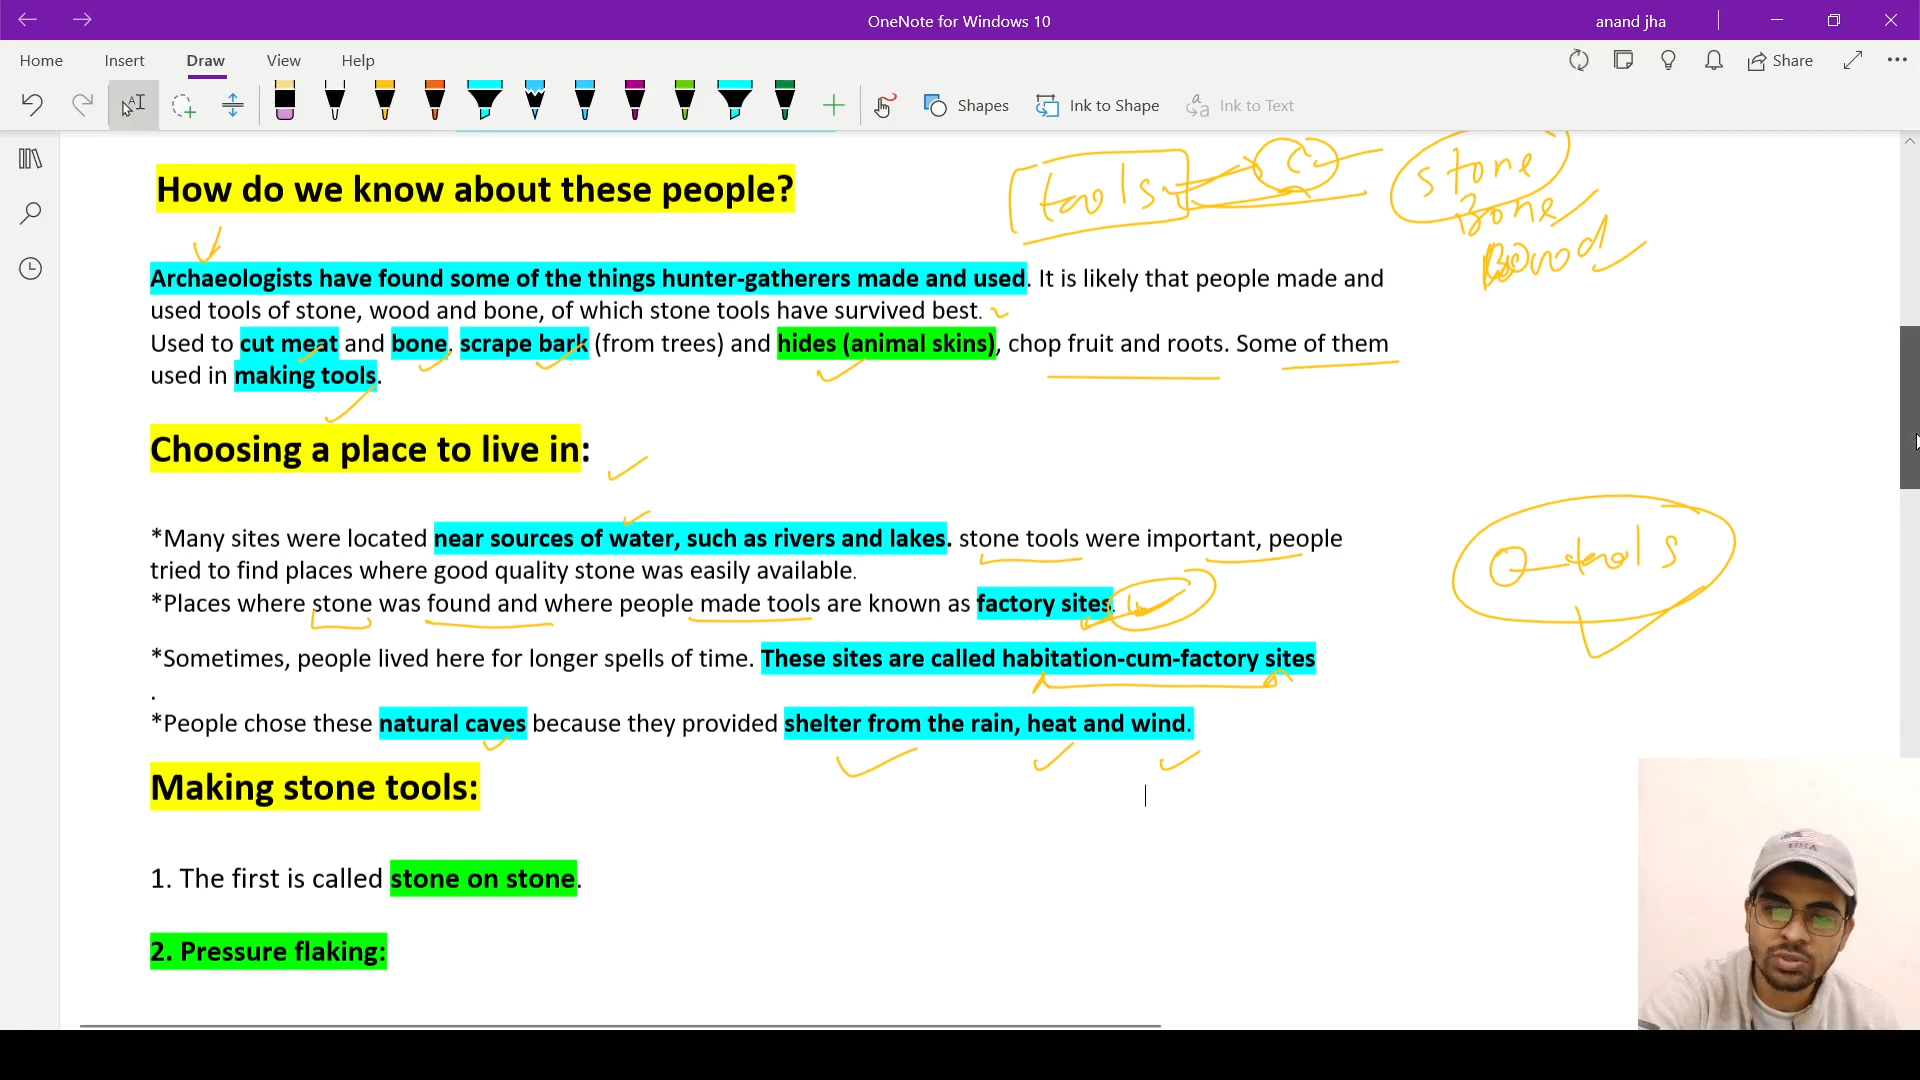 OneNote for Windows 10
anand jha
Home Insert Draw View Help
Share
Shapes Ink to Shape Ink to Text
How do we know about these people?
tools
stone
Bone
Archaeologists have found some of the things hunter-gatherers made and used. It is likely that people made and
used tools of stone, wood and bone, of which stone tools have survived best.
Used to cut meat and bone, scrape bark (from trees) and hides (animal skins), chop fruit and roots. Some of them
used in making tools.
Choosing a place to live in:
*Many sites were located near sources of water, such as rivers and lakes. stone tools were important, people
tried to find places where good quality stone was easily available.
tools
*Places where stone was found and where people made tools are known as factory sites.
*Sometimes, people lived here for longer spells of time. These sites are called habitation-cum-factory sites
.
*People chose these natural caves because they provided shelter from the rain, heat and wind.
Making stone tools:
1. The first is called stone on stone.
2. Pressure flaking:
USA